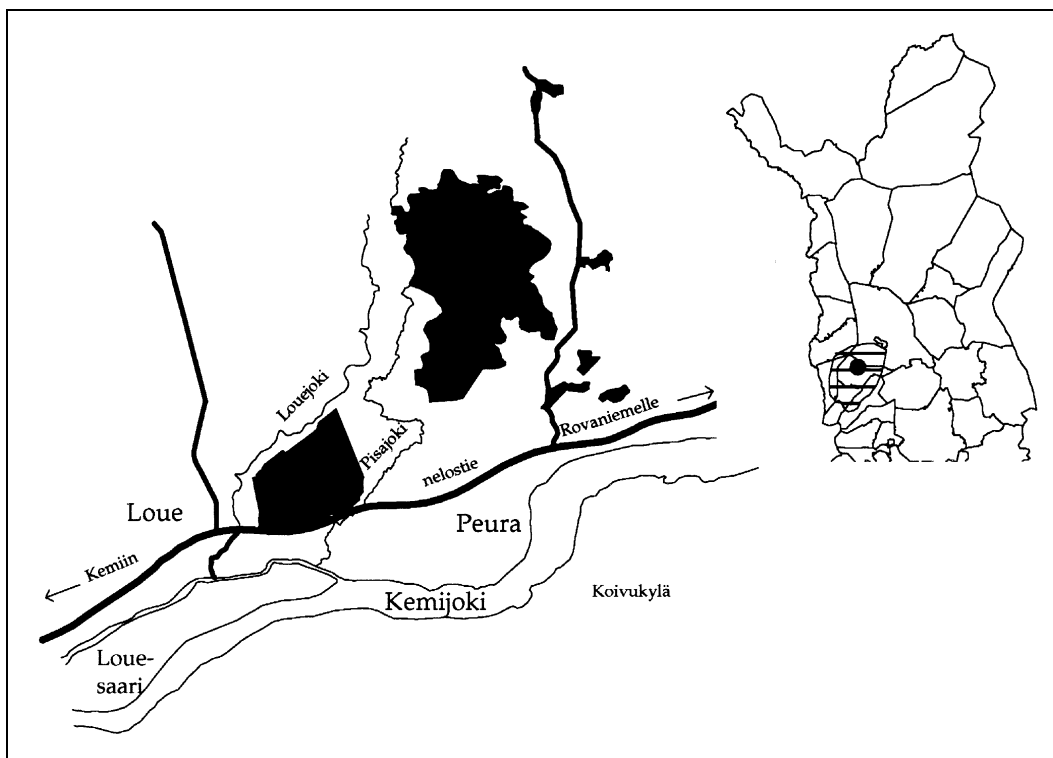 Louejoki
Pisajoki
Rovaniemelle
nelostie
Loue
Peura
Kemiin
Kemijoki
Koivukylä
Loue-
saari